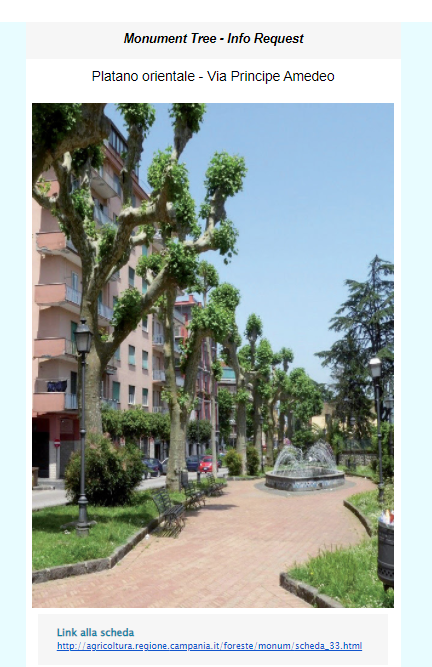 Monument Tree - Info Request
Platano orientale - Via Principe Amedeo
Link alla scheda
http://agricoltura.regione.campania.it/foreste/monum/scheda_33.html